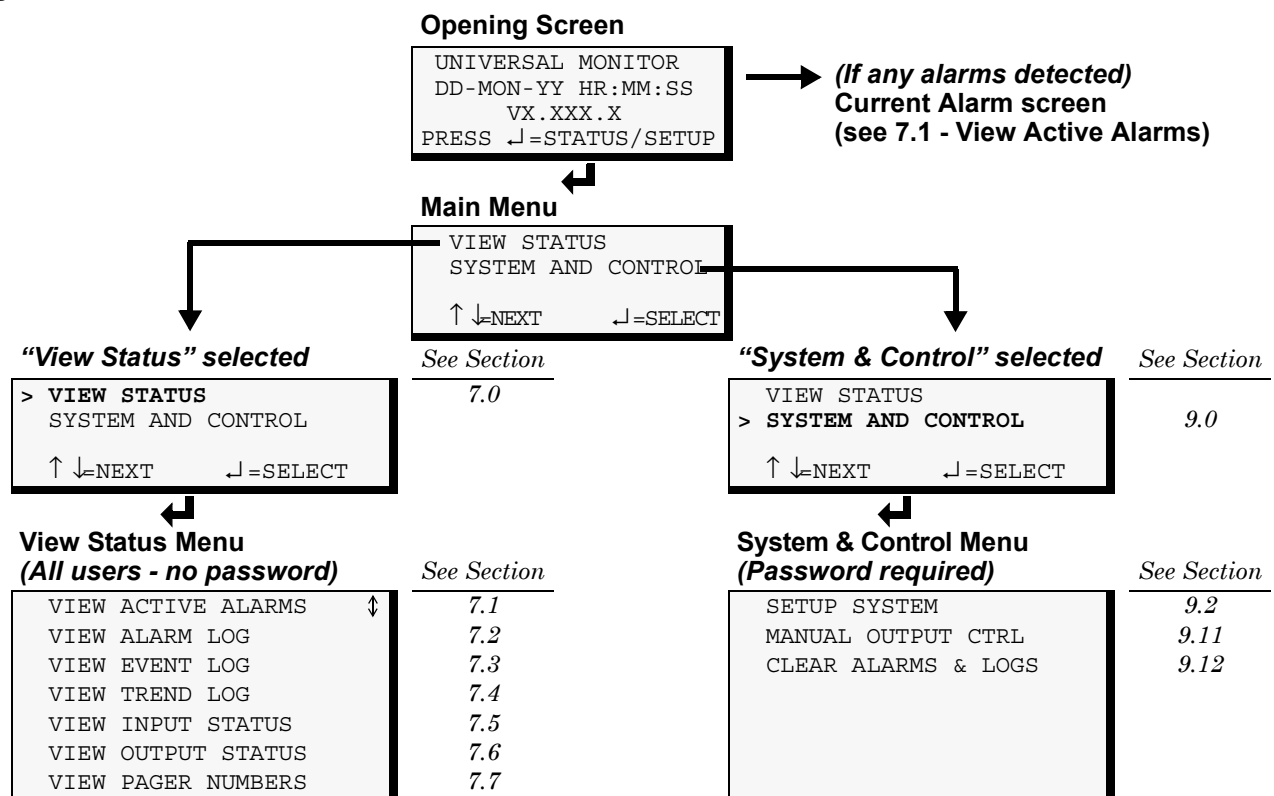 Opening Screen
UNIVERSAL MONITOR
DD-MON-YY HR:MM:SS
VX.XXX.X
PRESS ↵=STATUS/SETUP
(If any alarms detected)
Current Alarm screen
(see 7.1 - View Active Alarms)
Main Menu
VIEW STATUS
SYSTEM AND CONTROL
↑ ↓=NEXT ↵=SELECT
“View Status” selected
See Section
> VIEW STATUS
7.0
SYSTEM AND CONTROL
↑ ↓=NEXT ↵=SELECT
“System & Control” selected
See Section
VIEW STATUS
> SYSTEM AND CONTROL
9.0
↑ ↓=NEXT ↵=SELECT
View Status Menu
(All users - no password)
See Section
VIEW ACTIVE ALARMS ↕
7.1
VIEW ALARM LOG
7.2
VIEW EVENT LOG
7.3
VIEW TREND LOG
7.4
VIEW INPUT STATUS
7.5
VIEW OUTPUT STATUS
7.6
VIEW PAGER NUMBERS
7.7
System & Control Menu
(Password required)
See Section
SETUP SYSTEM
9.2
MANUAL OUTPUT CTRL
9.11
CLEAR ALARMS & LOGS
9.12